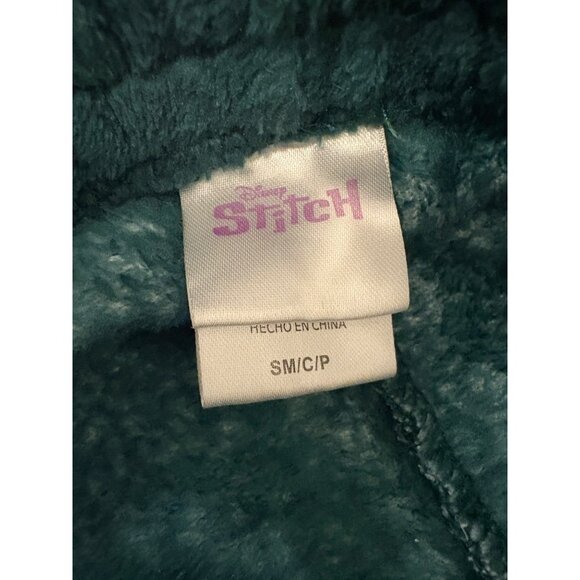 Disney
STitCH
HECHO EN CHINA
SM/C/P